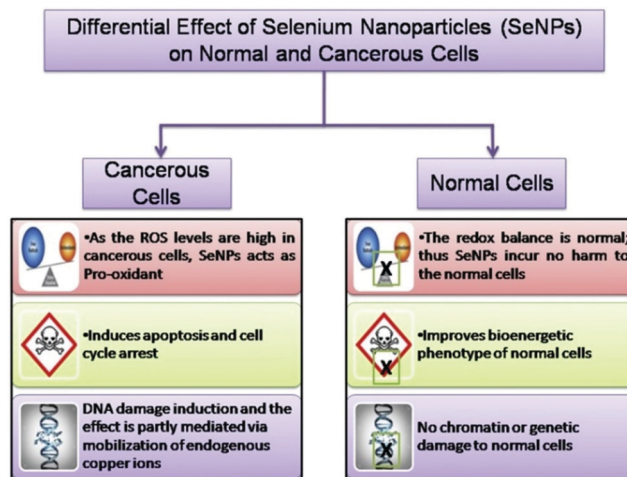 Differential Effect of Selenium Nanoparticles (SeNPs)
on Normal and Cancerous Cells
Cancerous
Cells
•As the ROS levels are high in
cancerous cells, SeNPs acts as
Pro-oxidant
•Induces apoptosis and cell
cycle arrest
DNA damage induction and the
effect is partly mediated via
mobilization of endogenous
copper ions
Normal Cells
•The redox balance is normal;
thus SeNPs incur no harm to
the normal cells
X
•Improves bioenergetic
phenotype of normal cells
X
No chromatin or genetic
damage to normal cells
X